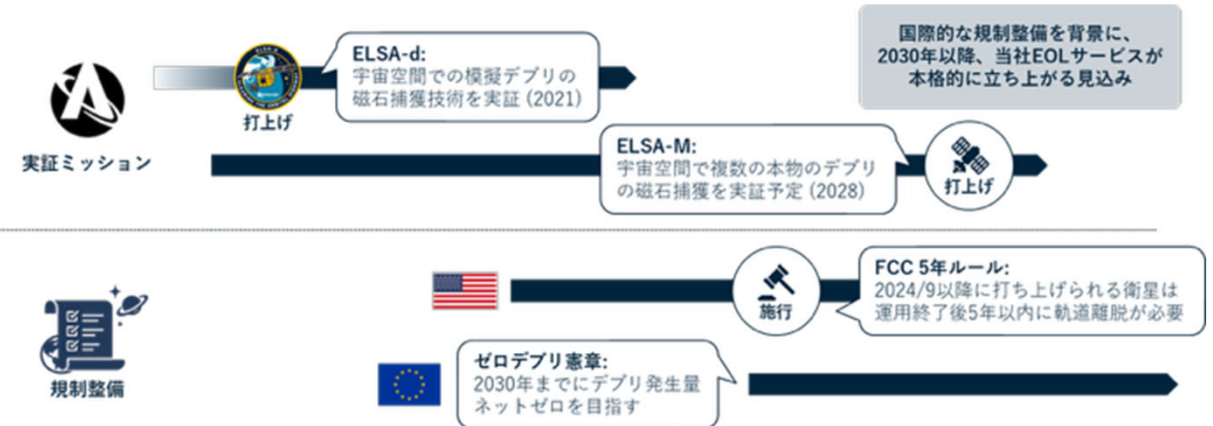 ELSA-d:
宇宙空間での模擬デブリの
磁石捕獲技術を実証 (2021)
打上げ
実証ミッション
国際的な規制整備を背景に、
2030年以降、当社EOLサービスが
本格的に立ち上がる見込み
ELSA-M:
宇宙空間で複数の本物のデブリ
の磁石捕獲を実証予定 (2028)
打上げ
規制整備
施行
FCC 5年ルール:
2024/9以降に打ち上げられる衛星は
運用終了後5年以内に軌道離脱が必要
ゼロデブリ憲章:
2030年までにデブリ発生量
ネットゼロを目指す